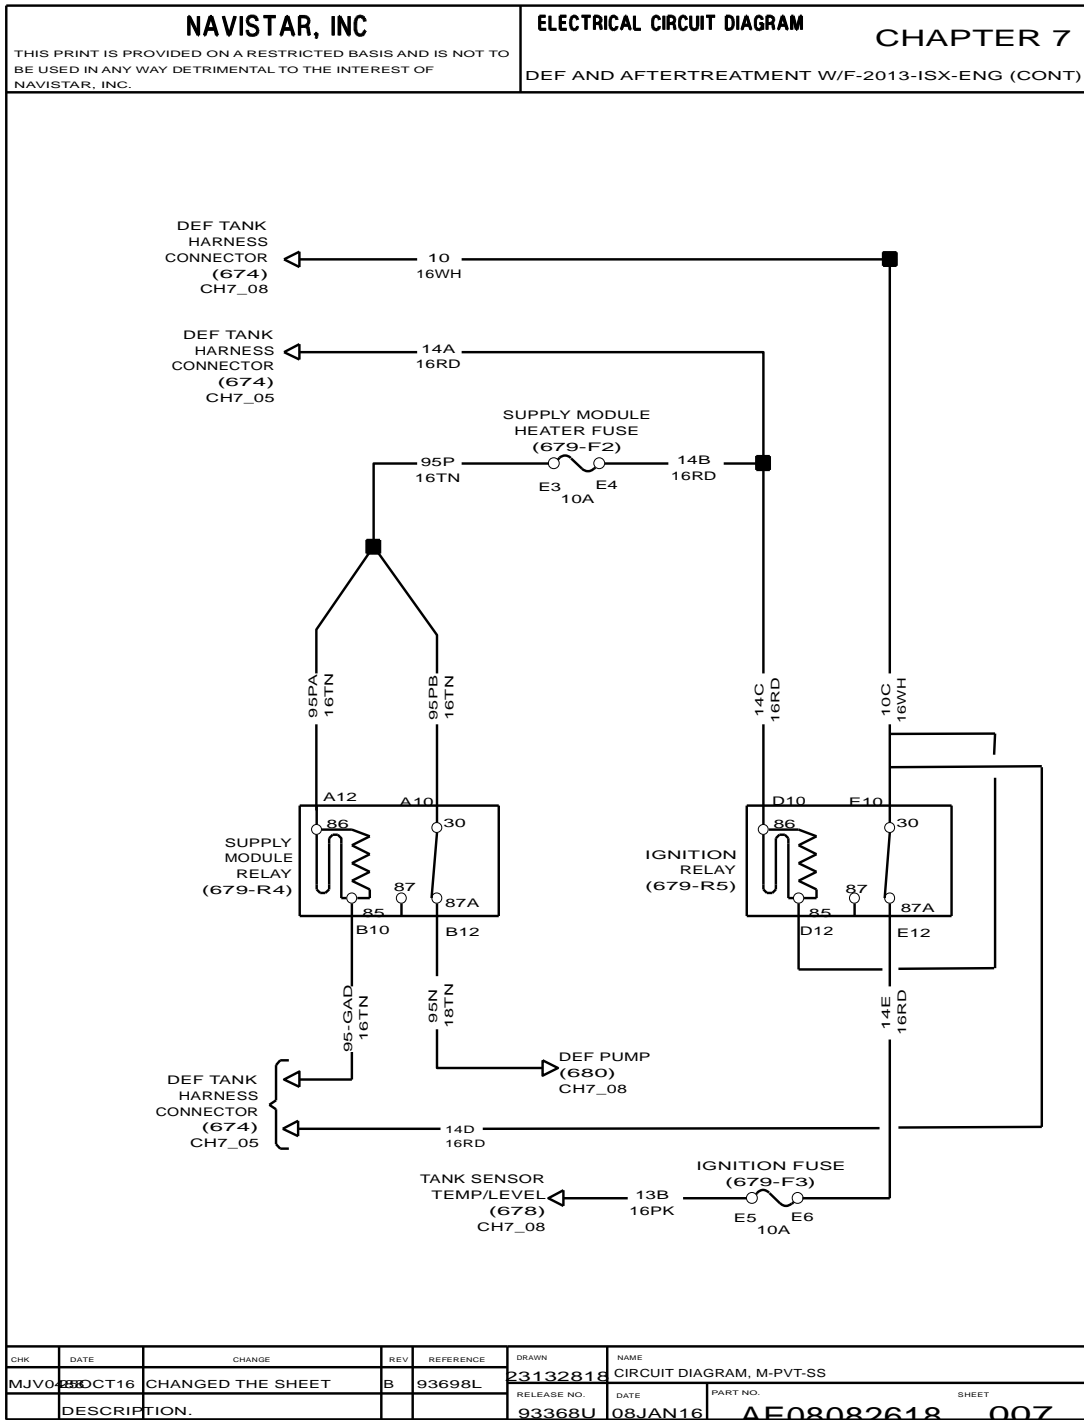 NAVISTAR, INC
THIS PRINT IS PROVIDED ON A RESTRICTED BASIS AND IS NOT TO
BE USED IN ANY WAY DETRIMENTAL TO THE INTEREST OF
NAVISTAR, INC.
ELECTRICAL CIRCUIT DIAGRAM
CHAPTER 7
DEF AND AFTERTREATMENT W/F-2013-ISX-ENG (CONT)
DEF TANK
HARNESS
CONNECTOR
(674)
CH7_08
10
16WH
DEF TANK
HARNESS
CONNECTOR
(674)
CH7_05
14A
16RD
SUPPLY MODULE
HEATER FUSE
(679-F2)
95P
16TN
E3
E4
10A
14B
16RD
95PA
16TN
95PB
16TN
14C
16RD
10C
16WH
A12
A10
D10
E10
86
30
86
30
SUPPLY
MODULE
RELAY
(679-R4)
87
87A
85
B10
B12
IGNITION
RELAY
(679-R5)
87
87A
85
D12
E12
95-GAD
16TN
95N
18TN
14E
16RD
DEF PUMP
(680)
CH7_08
DEF TANK
HARNESS
CONNECTOR
(674)
CH7_05
14D
16RD
TANK SENSOR
TEMP/LEVEL
(678)
CH7_08
13B
16PK
IGNITION FUSE
(679-F3)
E5
E6
10A
CHK
DATE
CHANGE
REV
REFERENCE
DRAWN
NAME
OCT16
CHANGED THE SHEET
B
93698L
23132818
CIRCUIT DIAGRAM, M-PVT-SS
DESCRIPTION.
RELEASE NO.
DATE
PART NO.
SHEET
93368U
08JAN16
AE08082618
007